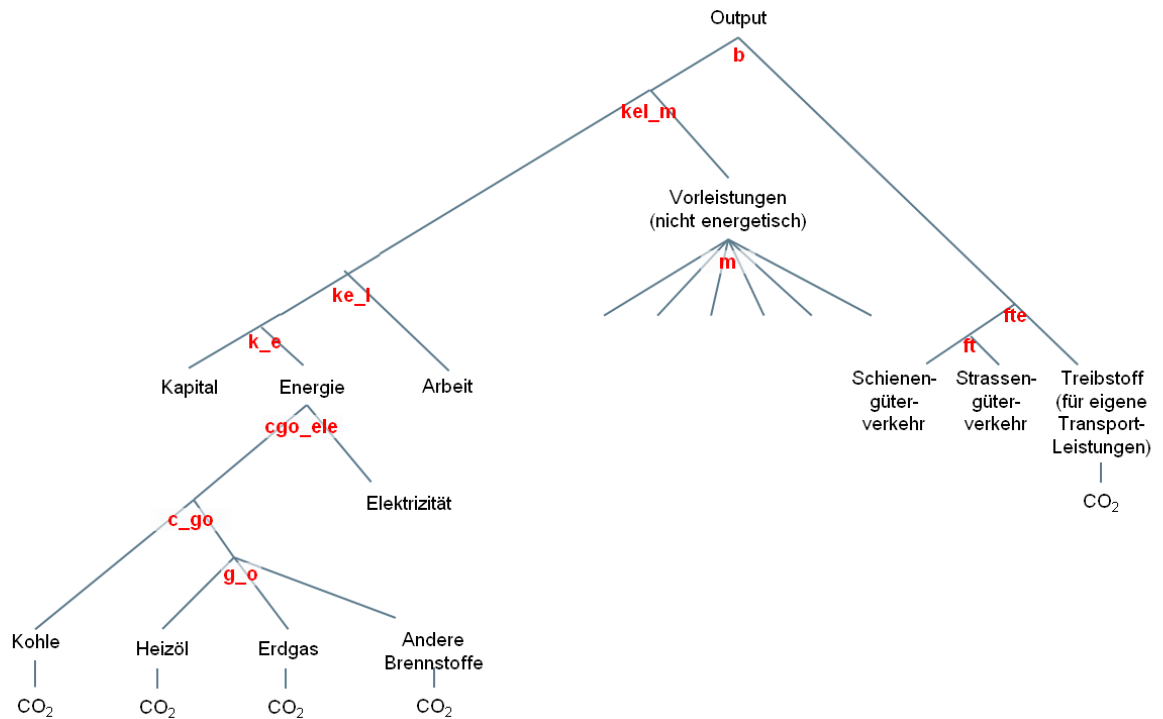 Output
b
kel_m
Vorleistungen
(nicht energetisch)
m
ke_l
fte
k_e
ft
Kapital
Energie
Arbeit
Schienen-
güter-
verkehr
Strassen-
güter-
verkehr
Treibstoff
(für eigene
Transport-
Leistungen)
cgo_ele
CO2
Elektrizität
c_go
g_o
Kohle
Heizöl
Erdgas
Andere
Brennstoffe
CO2
CO2
CO2
CO2